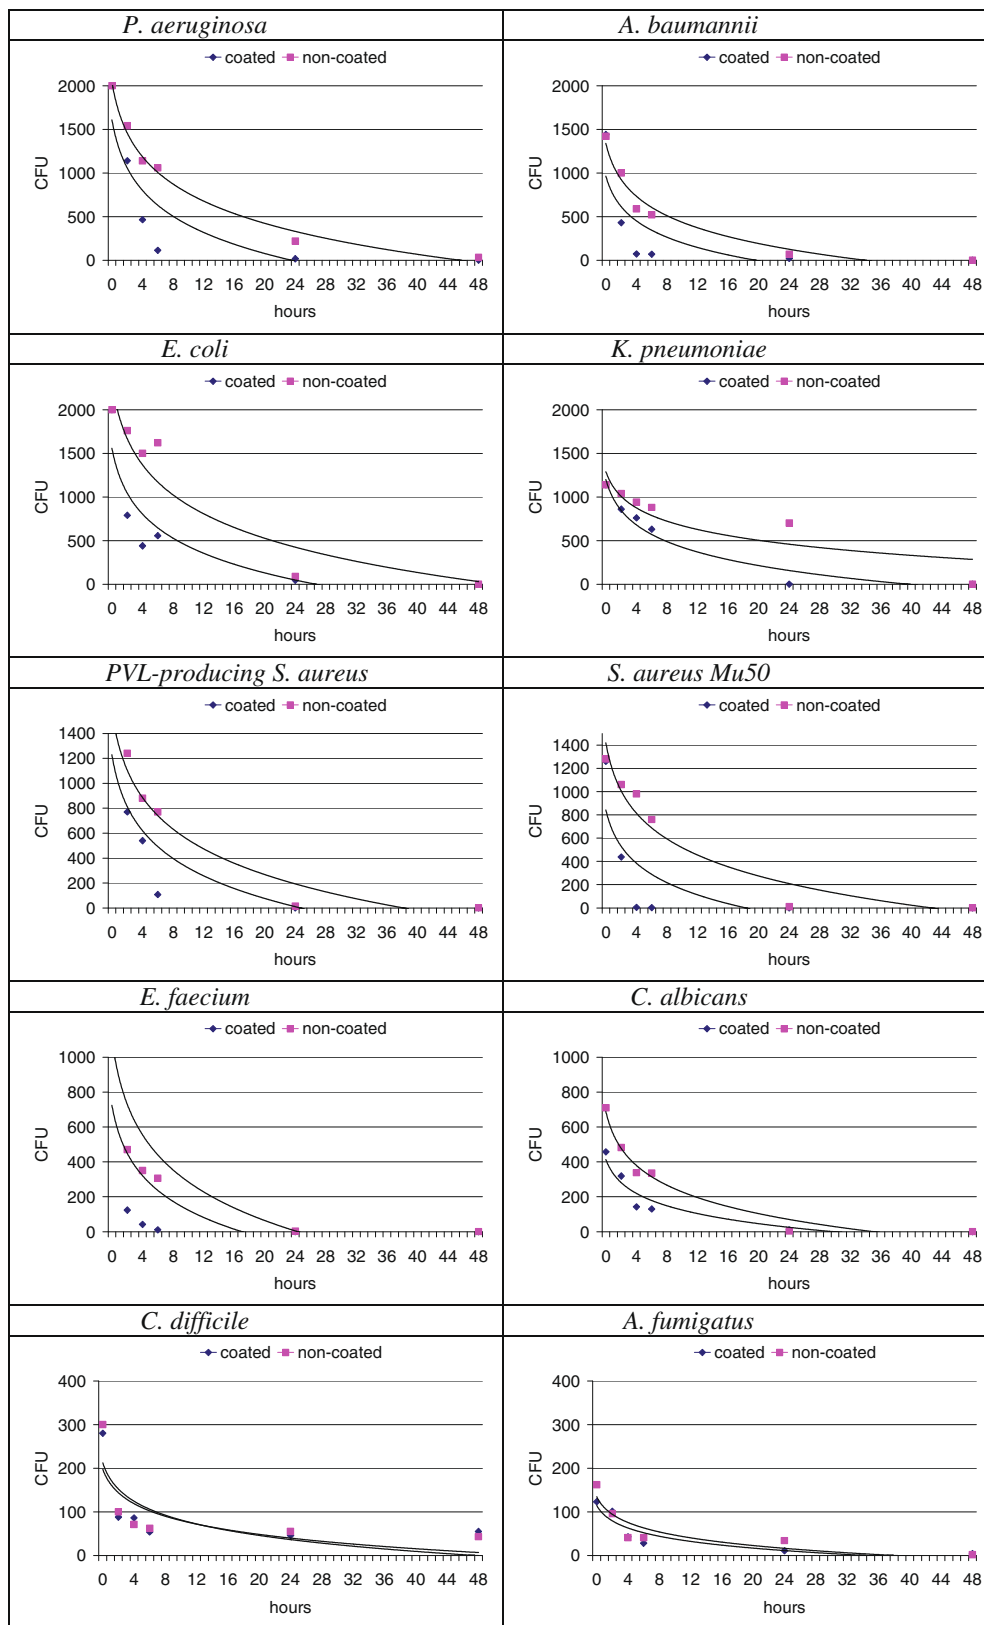 P. aeruginosa
coated non-coated
2000
1500
1000
500
0
CFU
0 4 8 12 16 20 24 28 32 36 40 44 48
hours
A. baumannii
coated non-coated
2000
1500
1000
500
0
CFU
0 4 8 12 16 20 24 28 32 36 40 44 48
hours
E. coli
coated non-coated
2000
1500
1000
500
0
CFU
0 4 8 12 16 20 24 28 32 36 40 44 48
hours
K. pneumoniae
coated non-coated
2000
1500
1000
500
0
CFU
0 4 8 12 16 20 24 28 32 36 40 44 48
hours
PVL-producing S. aureus
coated non-coated
1400
1200
1000
800
600
400
200
0
CFU
0 4 8 12 16 20 24 28 32 36 40 44 48
hours
S. aureus Mu50
coated non-coated
1400
1200
1000
800
600
400
200
0
CFU
0 4 8 12 16 20 24 28 32 36 40 44 48
hours
E. faecium
coated non-coated
1000
800
600
400
200
0
CFU
0 4 8 12 16 20 24 28 32 36 40 44 48
hours
C. albicans
coated non-coated
1000
800
600
400
200
0
CFU
0 4 8 12 16 20 24 28 32 36 40 44 48
hours
C. difficile
coated non-coated
400
300
200
100
0
CFU
0 4 8 12 16 20 24 28 32 36 40 44 48
hours
A. fumigatus
coated non-coated
400
300
200
100
0
CFU
0 4 8 12 16 20 24 28 32 36 40 44 48
hours